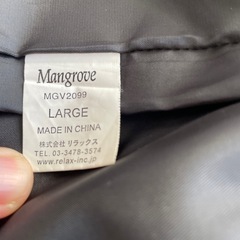 Mangrove
MGV2099
LARGE
MADE IN CHINA
株式会社 リラックス
TEL. 03-3478-3574
www.relax-inc.jp